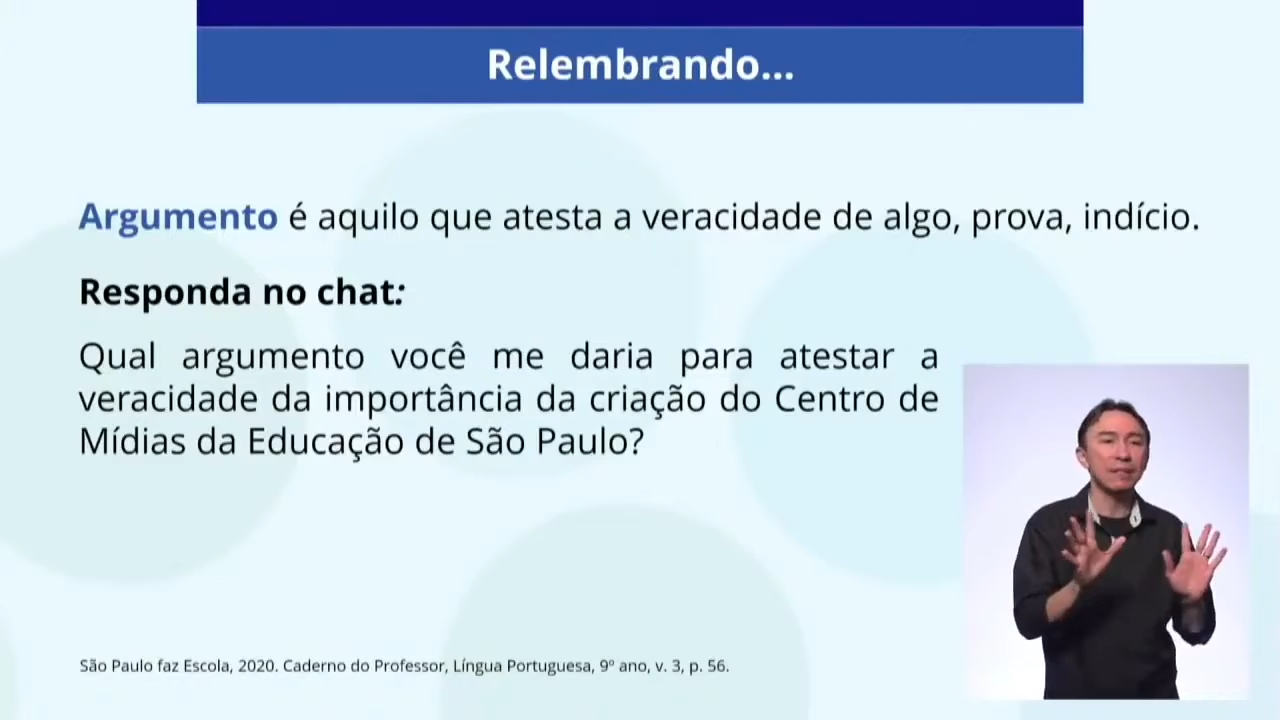 Relembrando...
Argumento é aquilo que atesta a veracidade de algo, prova, indício.
Responda no chat:
Qual argumento você me daria para atestar a
veracidade da importância da criação do Centro de
Mídias da Educação de São Paulo?
São Paulo faz Escola, 2020. Caderno do Professor, Língua Portuguesa, 9º ano, v. 3, p. 56.